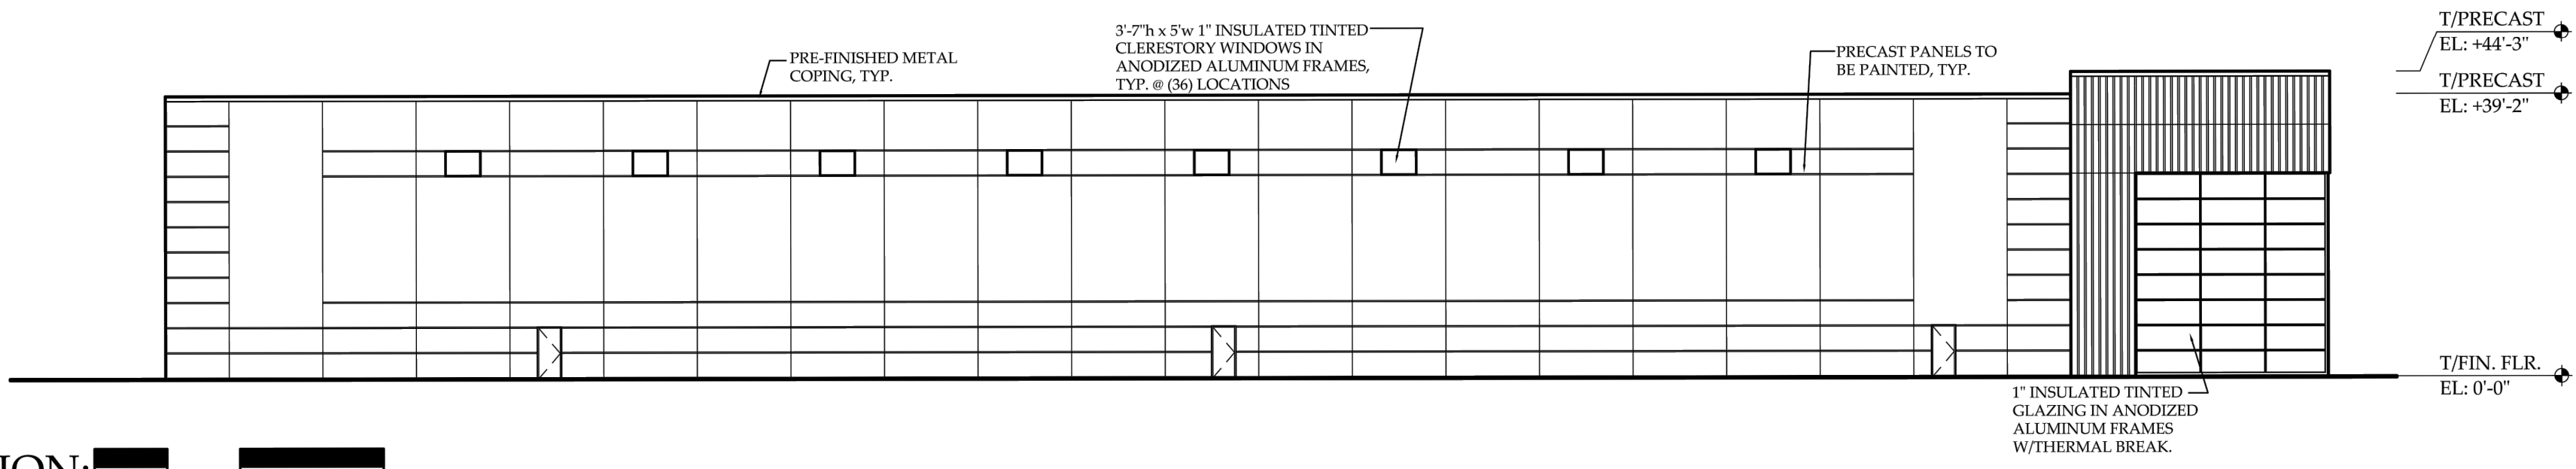 PRE-FINISHED METAL
COPING, TYP.
3'-7"h x 5'w 1" INSULATED TINTED
CLERESTORY WINDOWS IN
ANODIZED ALUMINUM FRAMES,
TYP. @ (36) LOCATIONS
PRECAST PANELS TO
BE PAINTED, TYP.
T/PRECAST
EL: +44'-3"
T/PRECAST
EL: +39'-2"
T/FIN. FLR.
EL: 0'-0"
1" INSULATED TINTED
GLAZING IN ANODIZED
ALUMINUM FRAMES
W/THERMAL BREAK.